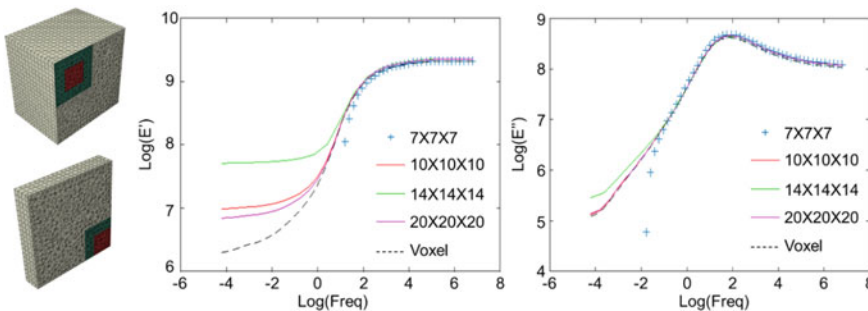 10
9
8
7
6
Log(E')
-6 -4 -2 0 2 4 6 8
Log(Freq)
7X7X7
10X10X10
14X14X14
20X20X20
Voxel
9
8
7
6
5
4
Log(E'')
-6 -4 -2 0 2 4 6 8
Log(Freq)
7X7X7
10X10X10
14X14X14
20X20X20
Voxel